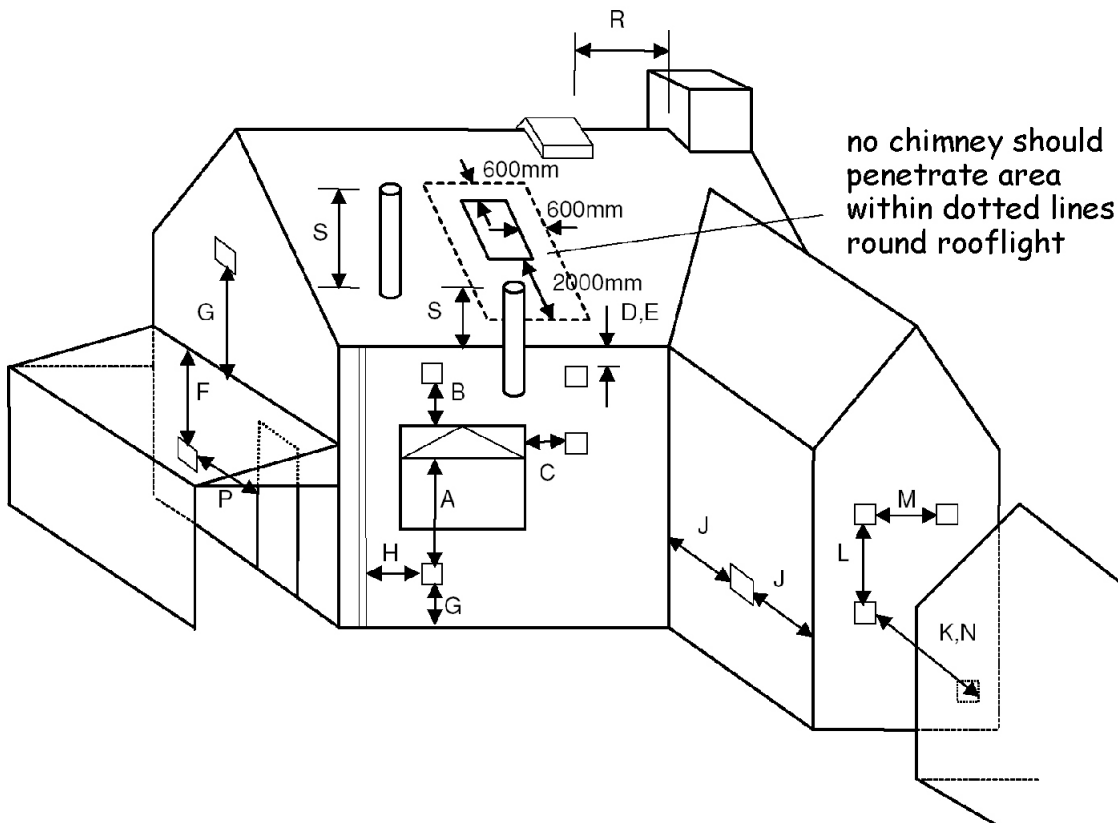 R
no chimney should
penetrate area
within dotted lines
round rooflight
600mm
600mm
S
2000mm
G
S
D,E
F
B
C
P
A
M
J
L
H
J
G
K,N